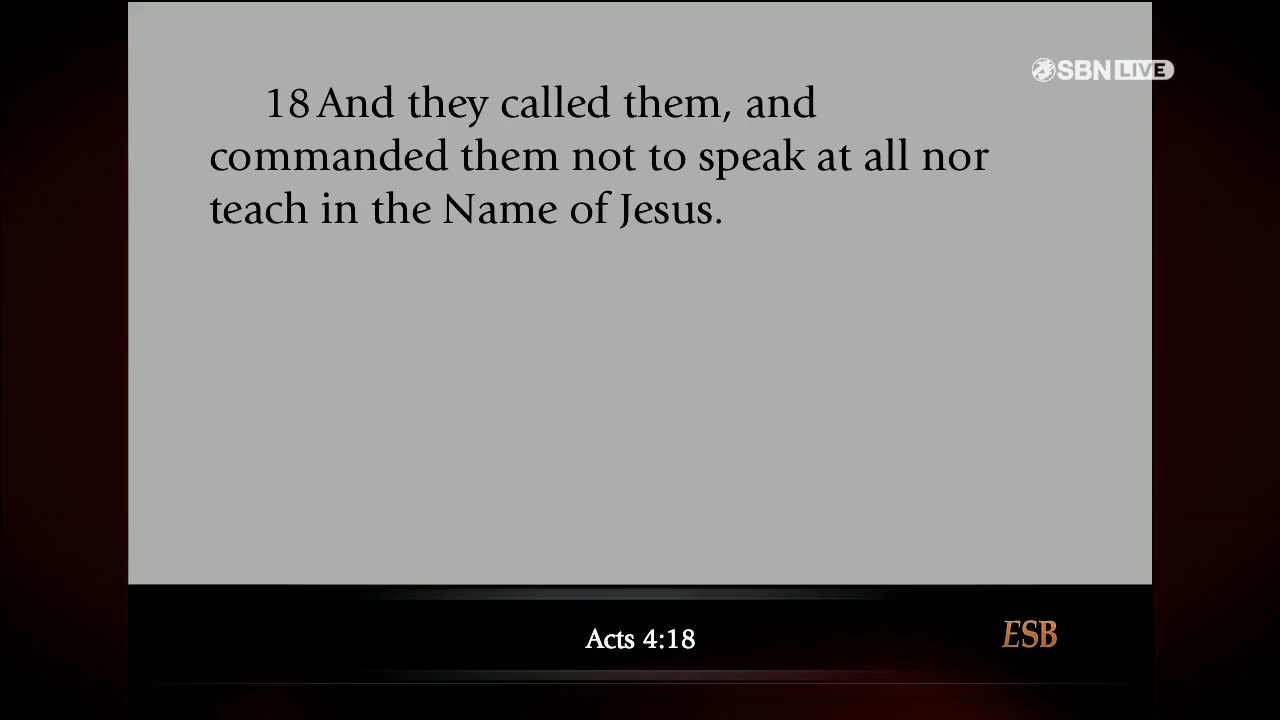 SBN LIVE
18 And they called them, and
commanded them not to speak at all nor
teach in the Name of Jesus.
Acts 4:18
ESB